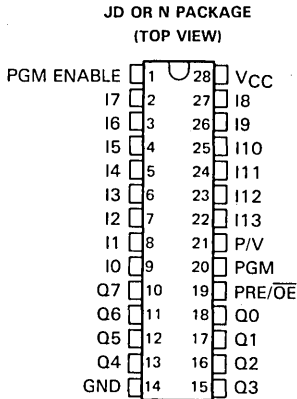 JD OR N PACKAGE
(TOP VIEW)
PGM ENABLE 1 28 VCC
I7 2 27 I8
I6 3 26 I9
I5 4 25 I10
I4 5 24 I11
I3 6 23 I12
I2 7 22 I13
I1 8 21 P/V
I0 9 20 PGM
Q7 10 19 PRE/O̅E̅
Q6 11 18 Q0
Q5 12 17 Q1
Q4 13 16 Q2
GND 14 15 Q3